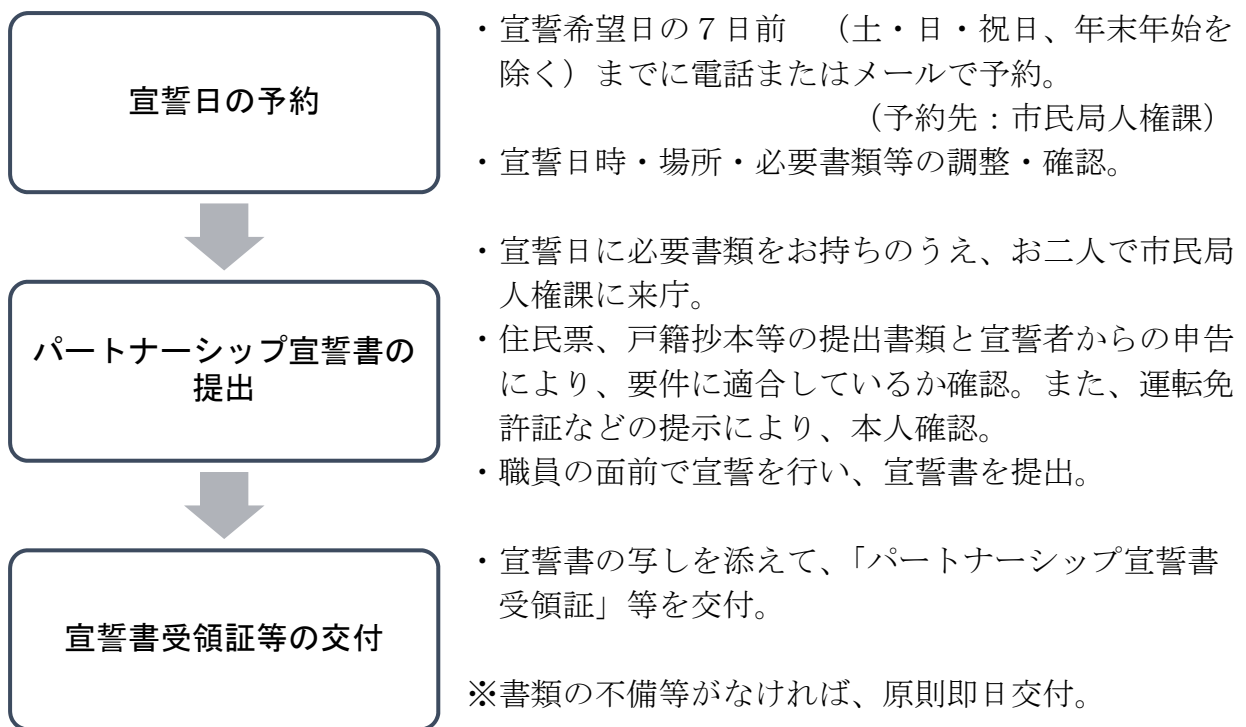 宣誓日の予約
・宣誓希望日の７日前　（土・日・祝日、年末年始を
除く）までに電話またはメールで予約。
（予約先：市民局人権課）
・宣誓日時・場所・必要書類等の調整・確認。
パートナーシップ宣誓書の
提出
・宣誓日に必要書類をお持ちのうえ、お二人で市民局
人権課に来庁。
・住民票、戸籍抄本等の提出書類と宣誓者からの申告
により、要件に適合しているか確認。また、運転免
許証などの提示により、本人確認。
・職員の面前で宣誓を行い、宣誓書を提出。
宣誓書受領証等の交付
・宣誓書の写しを添えて、「パートナーシップ宣誓書
受領証」等を交付。
※書類の不備等がなければ、原則即日交付。